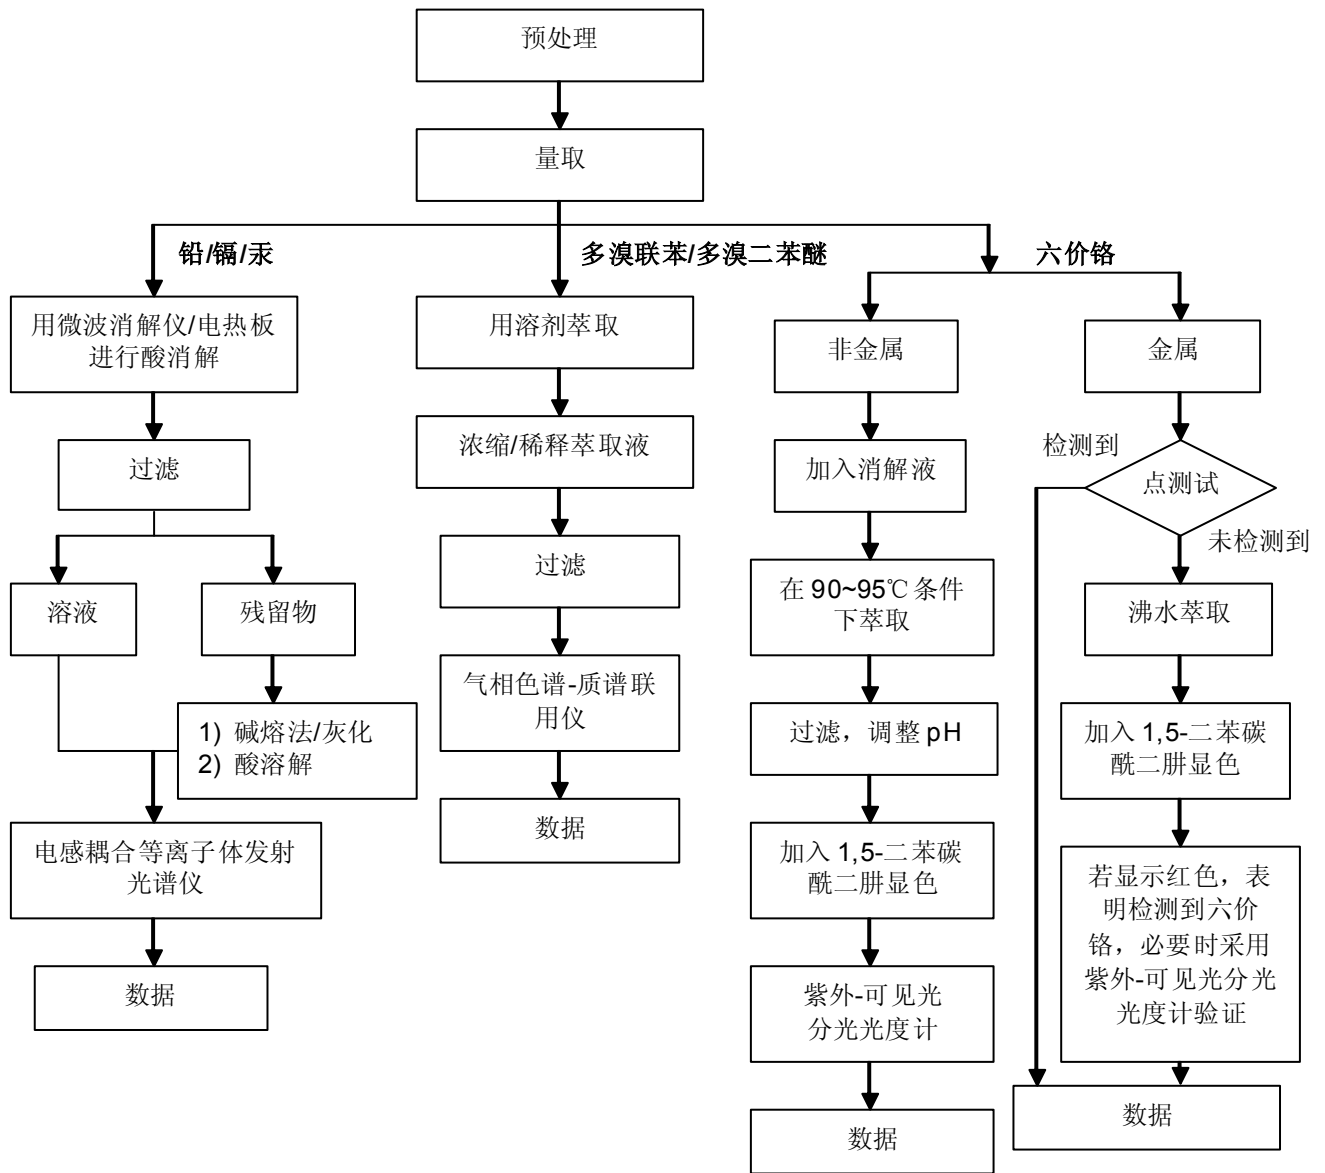 预处理
量取
铅/镉/汞
用微波消解仪/电热板
进行酸消解
过滤
溶液
残留物
1) 碱熔法/灰化
2) 酸溶解
电感耦合等离子体发射
光谱仪
数据
多溴联苯/多溴二苯醚
用溶剂萃取
浓缩/稀释萃取液
过滤
气相色谱-质谱联
用仪
数据
六价铬
非金属
加入消解液
在 90~95℃ 条件
下萃取
过滤，调整 pH
加入 1,5-二苯碳
酰二肼显色
紫外-可见光
分光光度计
数据
金属
检测到
点测试
未检测到
沸水萃取
加入 1,5-二苯碳
酰二肼显色
若显示红色，表
明检测到六价
铬，必要时采用
紫外-可见光分光
光度计验证
数据